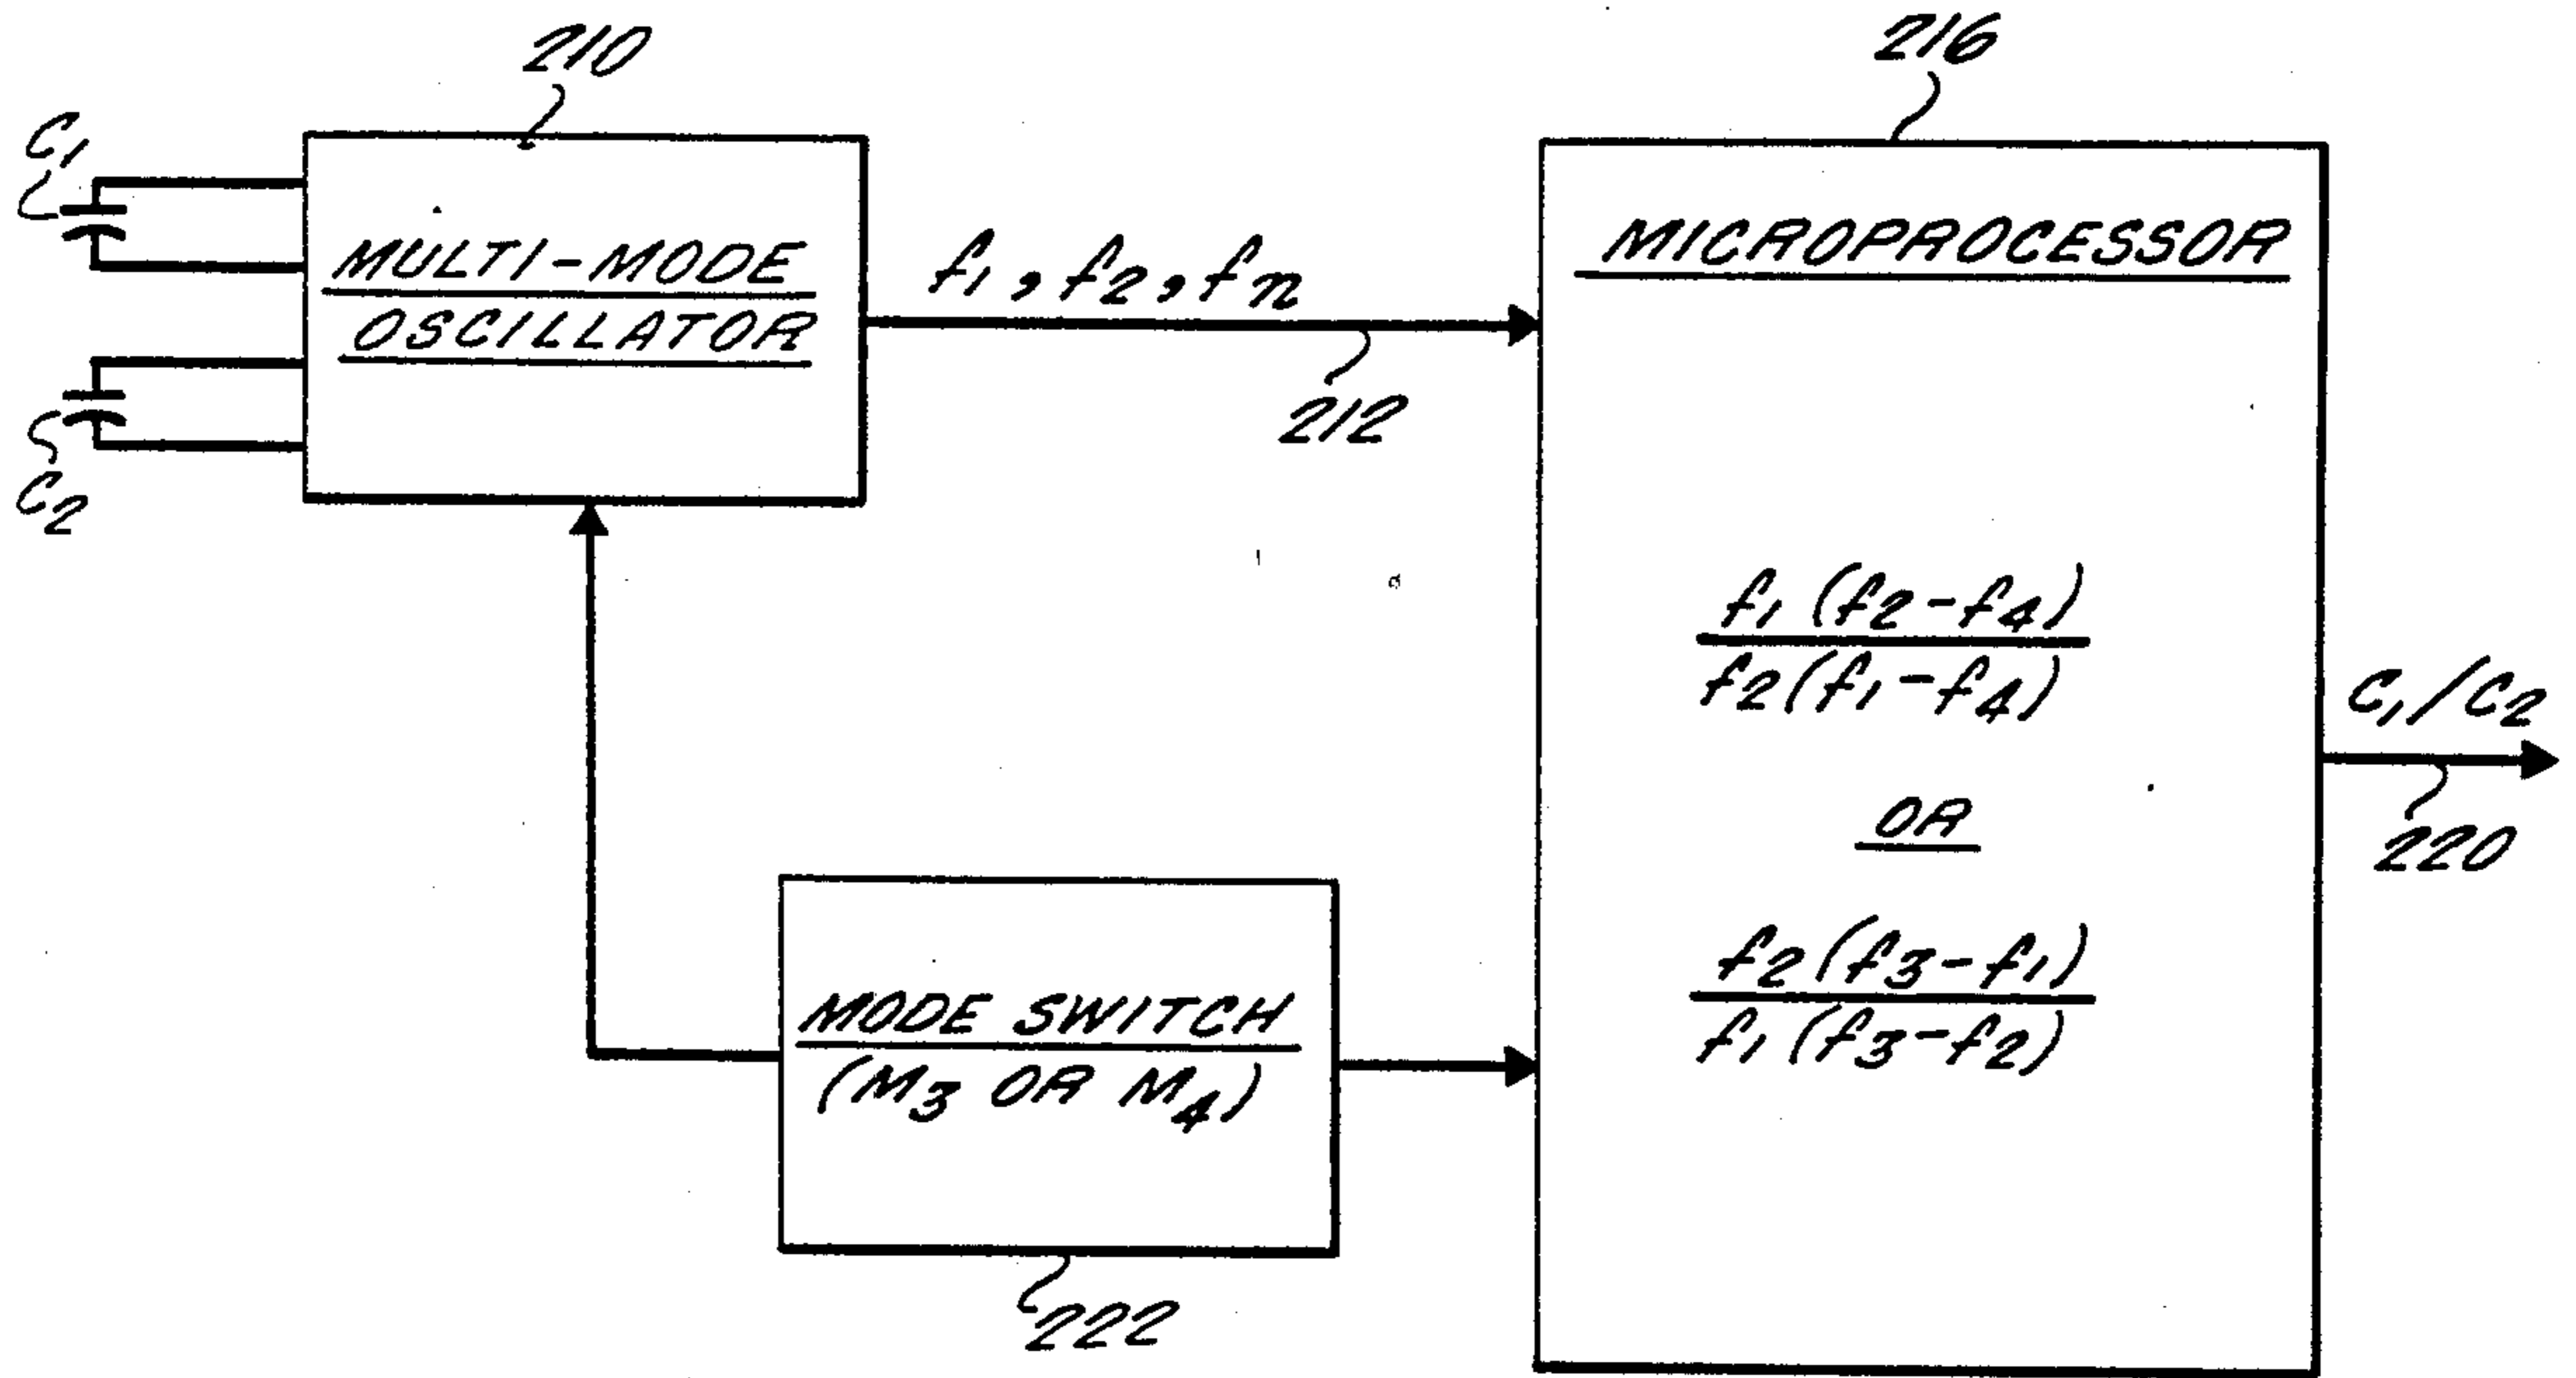 210
216
C1
C2
MULTI-MODE
OSCILLATOR
f1, f2, fn
212
MICROPROCESSOR
f1 (f2-f4)
f2 (f1-f4)
OR
f2 (f3-f1)
f1 (f3-f2)
C1/C2
220
MODE SWITCH
(M3 OR M4)
222